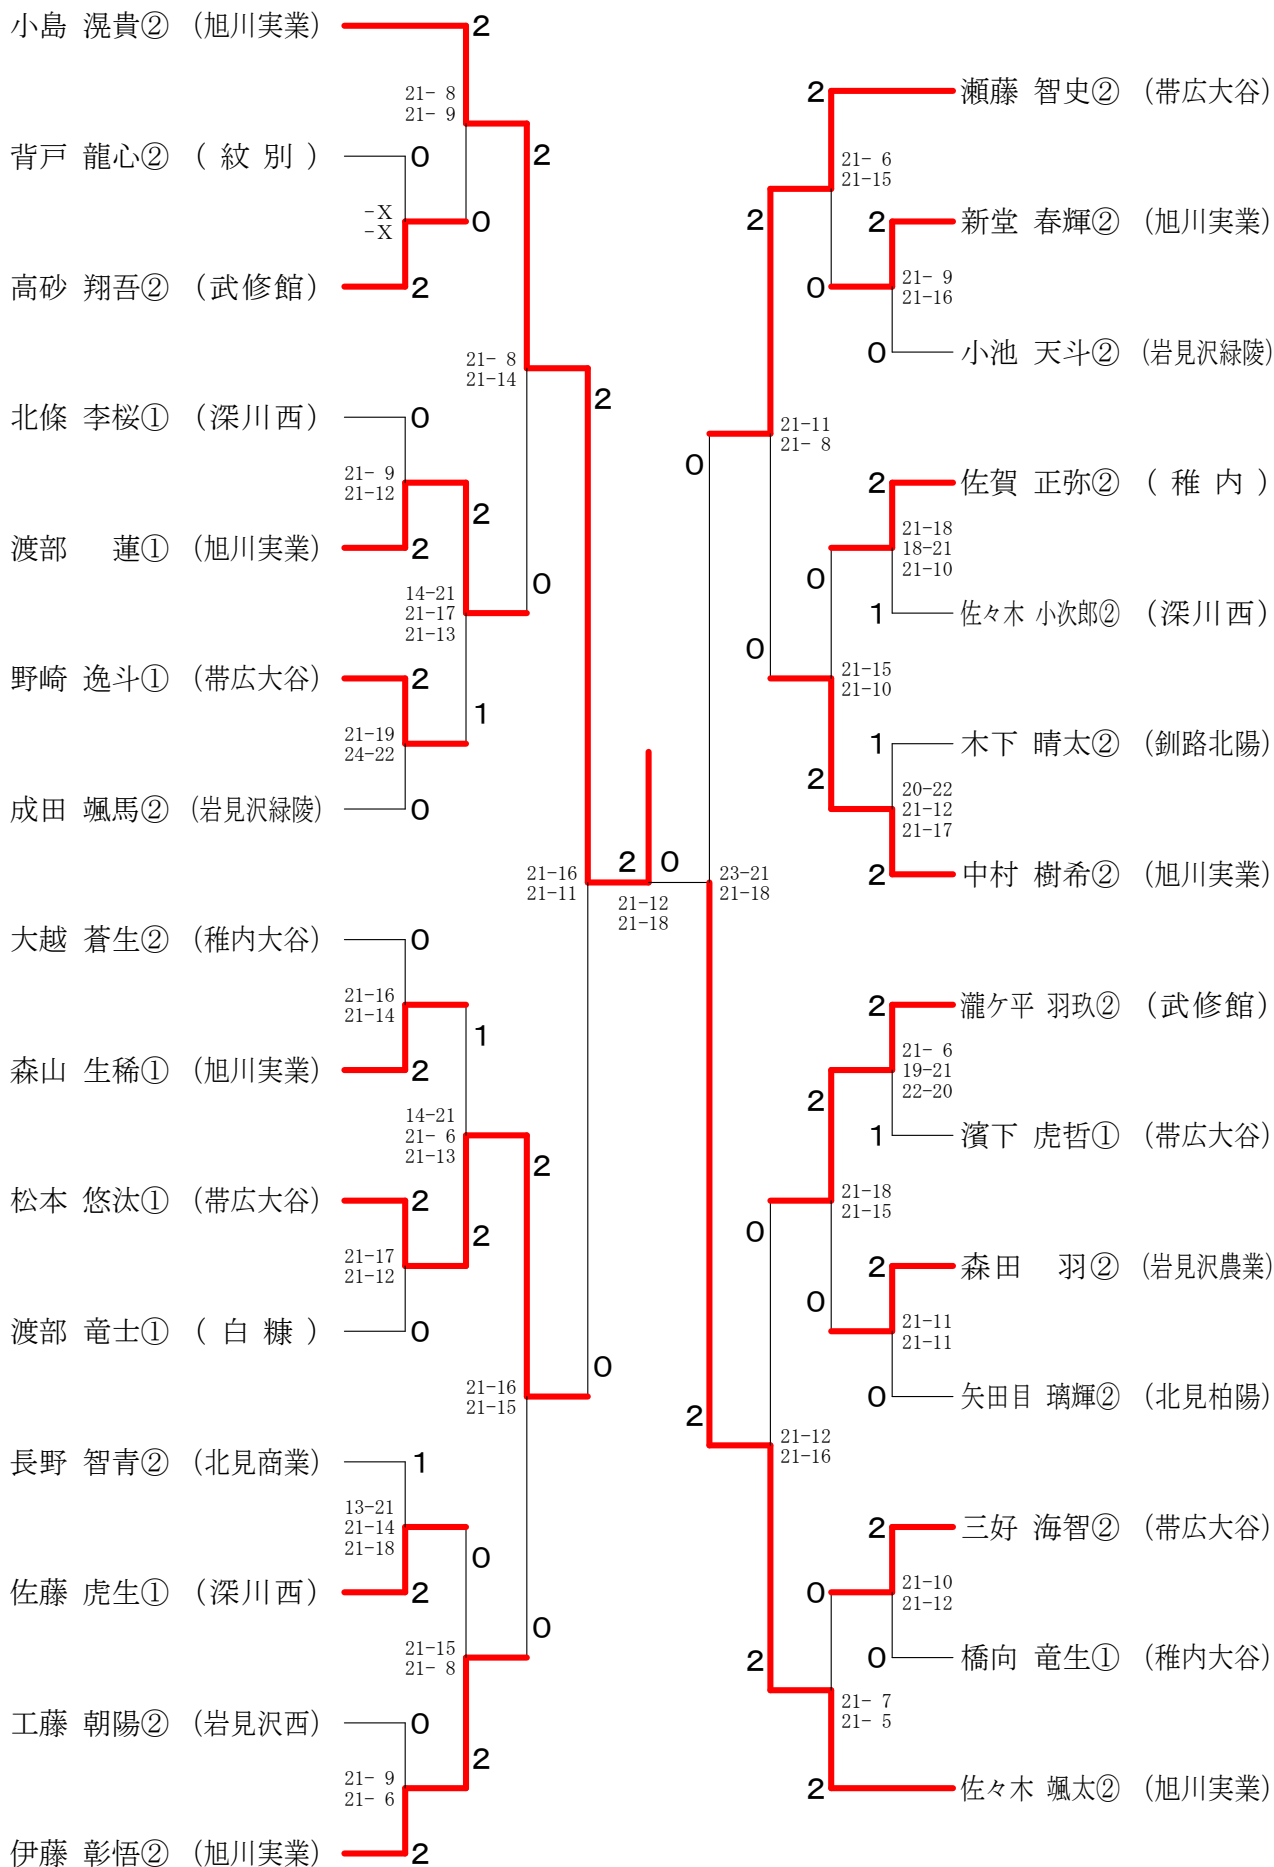 小島 滉貴② (旭川実業) 2
21- 8
21- 9
背戸 龍心② ( 紋 別 ) 0
2
-X
-X
0
高砂 翔吾② (武修館) 2
21- 8
21-14
2
北條 李桜① (深川西) 0
21- 9
21-12
2
渡部 蓮① (旭川実業) 2
0
14-21
21-17
21-13
野崎 逸斗① (帯広大谷) 2
1
21-19
24-22
成田 颯馬② (岩見沢緑陵) 0
21-16
21-11
2 0
21-12
21-18
大越 蒼生② (稚内大谷) 0
21-16
21-14
1
森山 生稀① (旭川実業) 2
14-21
21- 6
21-13
2
松本 悠汰① (帯広大谷) 2
2
21-17
21-12
渡部 竜士① ( 白 糠 ) 0
0
21-16
21-15
長野 智青② (北見商業) 1
13-21
21-14
21-18
0
佐藤 虎生① (深川西) 2
0
21-15
21- 8
工藤 朝陽② (岩見沢西) 0
2
21- 9
21- 6
伊藤 彰悟② (旭川実業) 2
2 瀬藤 智史② (帯広大谷)
21- 6
21-15
2
2 新堂 春輝② (旭川実業)
0
21- 9
21-16
0 小池 天斗② (岩見沢緑陵)
21-11
21- 8
0
2 佐賀 正弥② ( 稚 内 )
21-18
18-21
21-10
0
1 佐々木 小次郎② (深川西)
0
21-15
21-10
1 木下 晴太② (釧路北陽)
2
20-22
21-12
21-17
2 中村 樹希② (旭川実業)
23-21
21-18
2 瀧ケ平 羽玖② (武修館)
21- 6
19-21
22-20
2
1 濱下 虎哲① (帯広大谷)
21-18
21-15
0
2 森田 羽② (岩見沢農業)
0
21-11
21-11
0 矢田目 璃輝② (北見柏陽)
2
21-12
21-16
2 三好 海智② (帯広大谷)
0
21-10
21-12
2
0 橋向 竜生① (稚内大谷)
21- 7
21- 5
2 佐々木 颯太② (旭川実業)